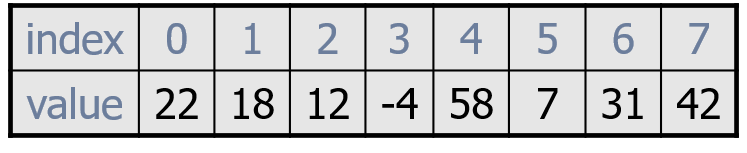 index 0 1 2 3 4 5 6 7
value 22 18 12 -4 58 7 31 42